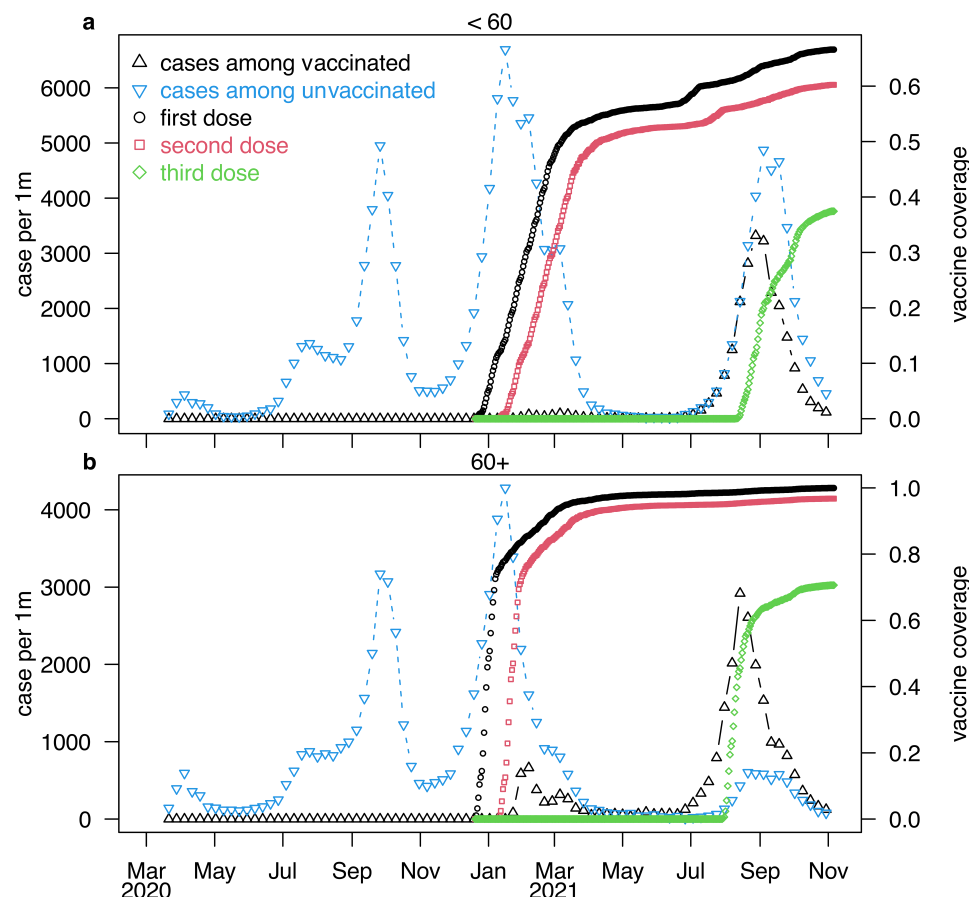 a
< 60
cases among vaccinated
cases among unvaccinated
first dose
second dose
third dose
case per 1m
0
1000
2000
3000
4000
5000
6000
vaccine coverage
0.0
0.1
0.2
0.3
0.4
0.5
0.6
b
60+
case per 1m
0
1000
2000
3000
4000
vaccine coverage
0.0
0.2
0.4
0.6
0.8
1.0
Mar May Jul Sep Nov Jan Mar May Jul Sep Nov
2020 2021